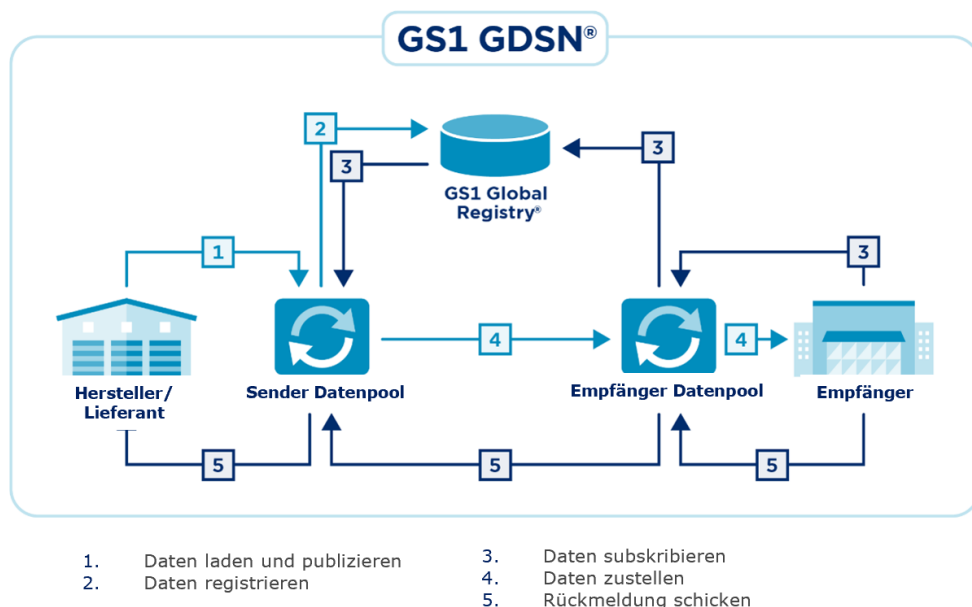 GS1 GDSN®
2
3
3
GS1 Global
Registry®
1
3
4
4
Hersteller/
Lieferant
Sender Datenpool
Empfänger Datenpool
Empfänger
5
5
5
1. Daten laden und publizieren
2. Daten registrieren
3. Daten subskribieren
4. Daten zustellen
5. Rückmeldung schicken